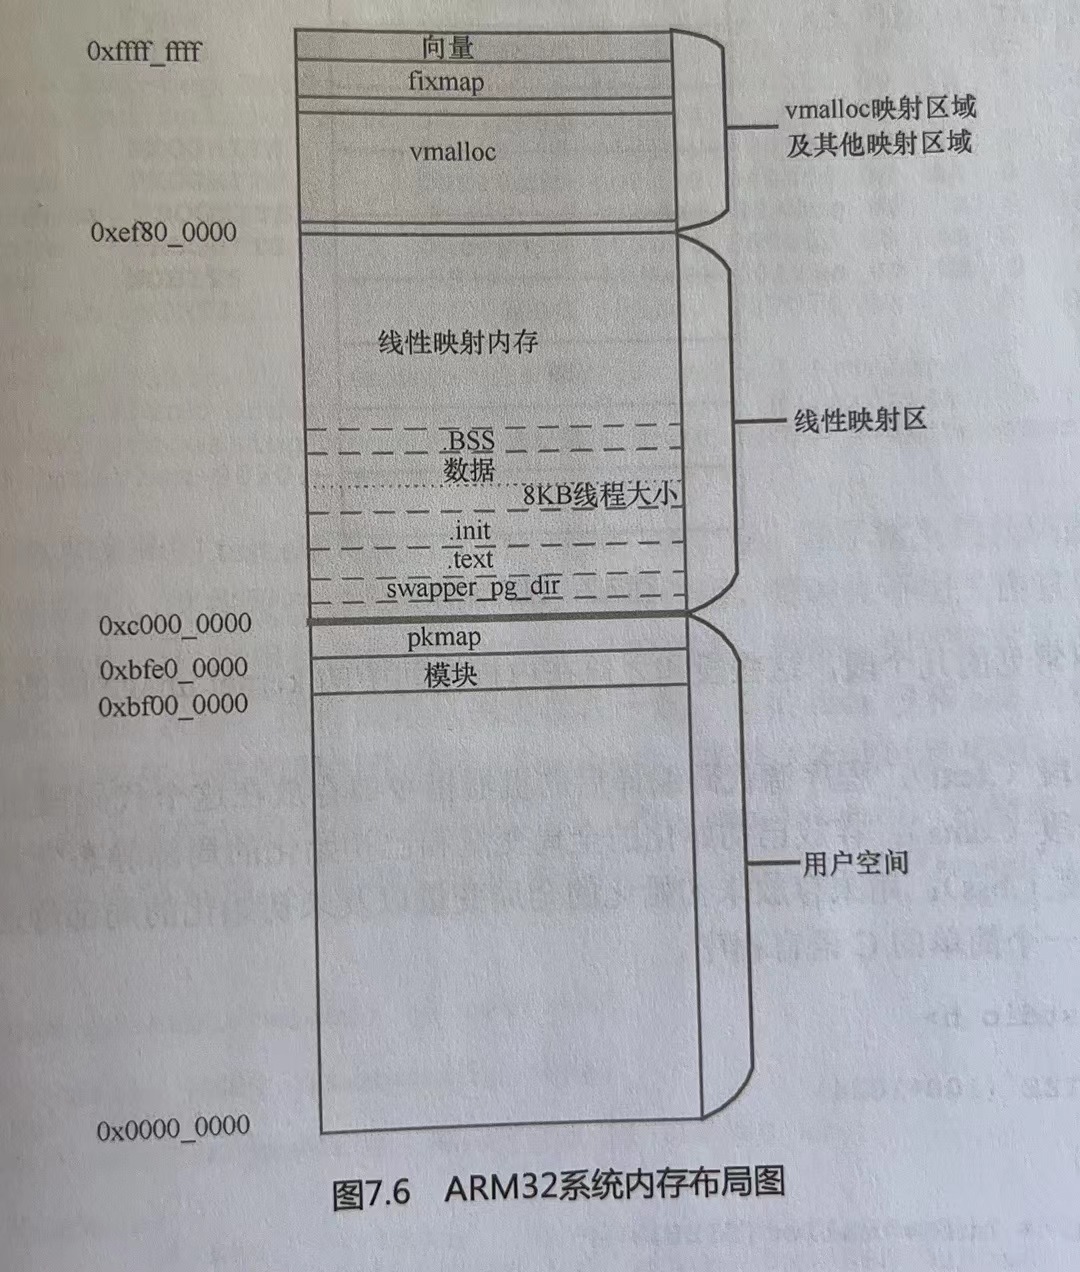 0xffff_ffff
向量
fixmap
vmalloc
vmalloc映射区域
及其他映射区域
0xef80_0000
线性映射内存
线性映射区
.BSS
数据
8KB线程大小
.init
.text
swapper_pg_dir
0xc000_0000
pkmap
0xbfe0_0000
模块
0xbf00_0000
用户空间
0x0000_0000
图7.6 ARM32系统内存布局图